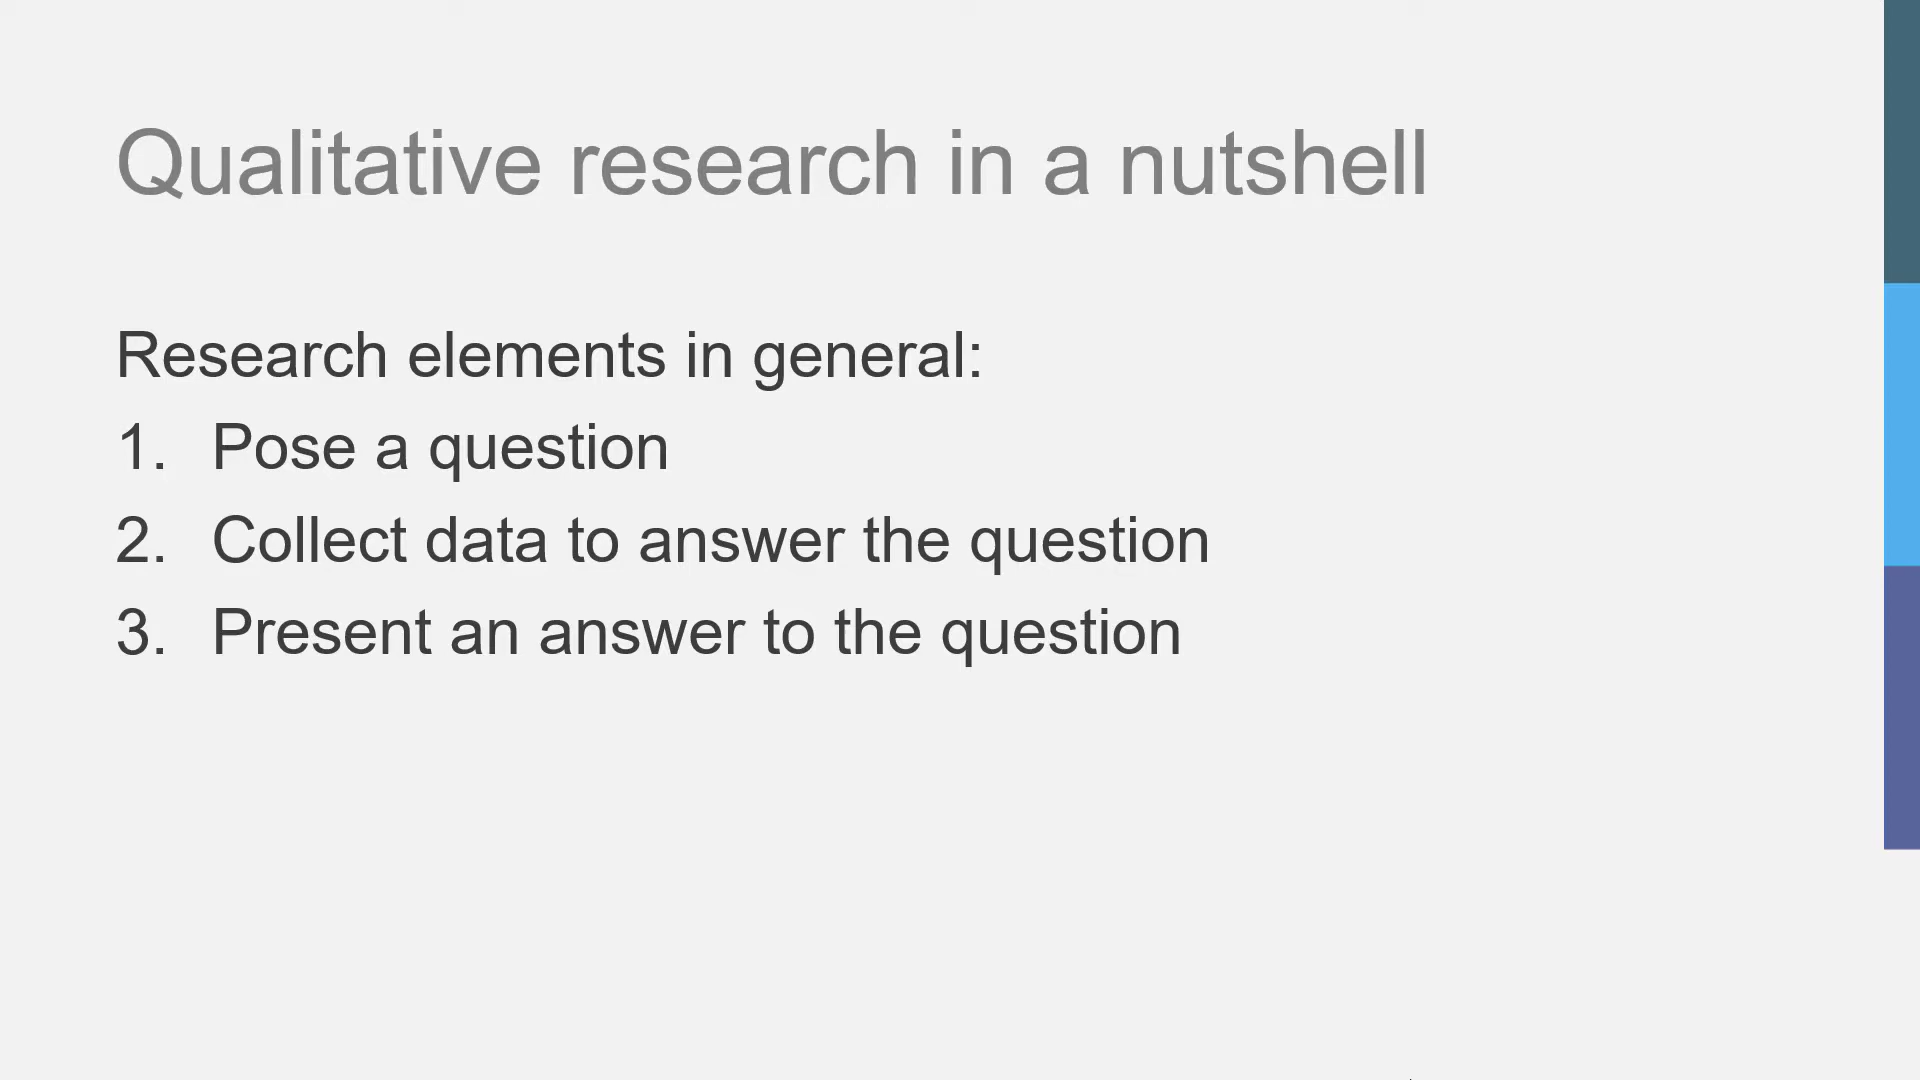 Qualitative research in a nutshell
Research elements in general:
1. Pose a question
2. Collect data to answer the question
3. Present an answer to the question